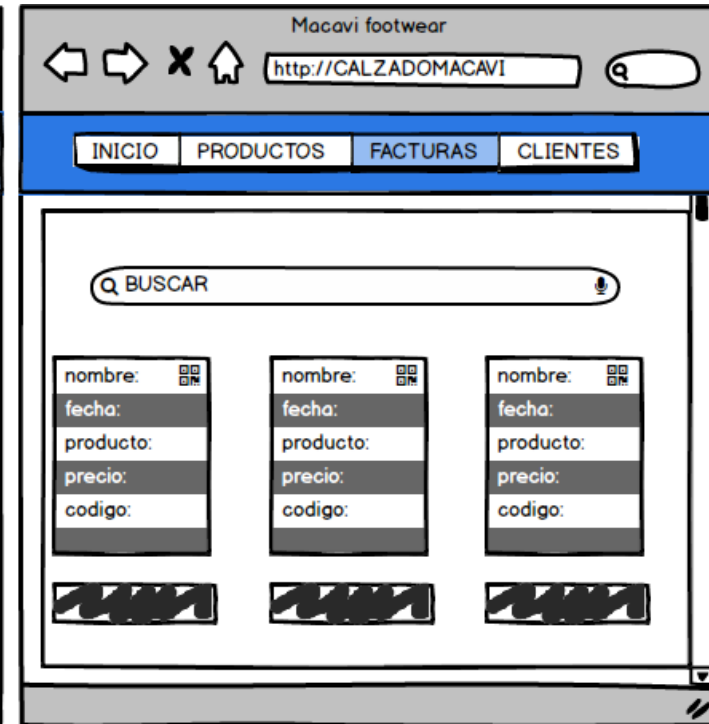 Macavi footwear
http://CALZADOMACAVI
INICIO PRODUCTOS FACTURAS CLIENTES
BUSCAR
nombre: nombre: nombre:
fecha: fecha: fecha:
producto: producto: producto:
precio: precio: precio:
codigo: codigo: codigo: